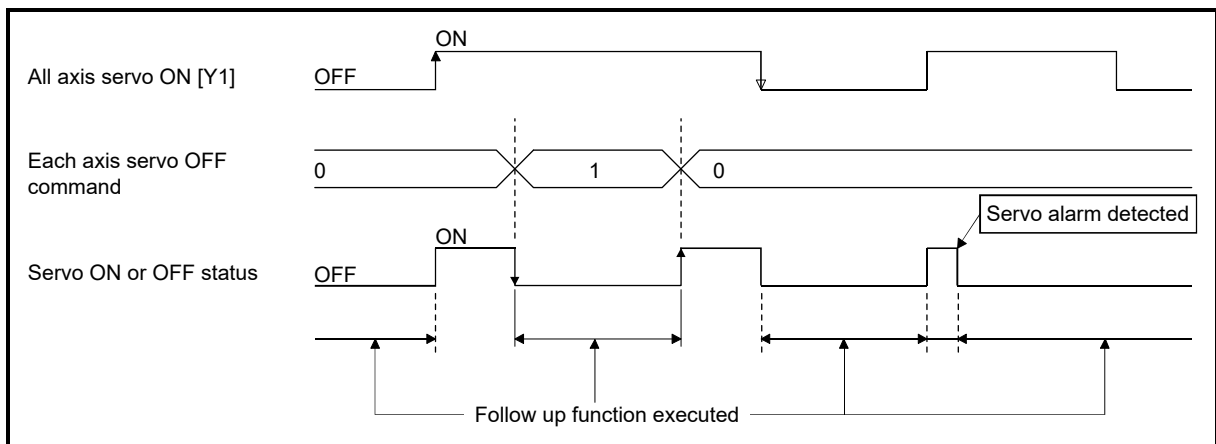 ON
All axis servo ON [Y1]
OFF
Each axis servo OFF
command
0
1
0
Servo alarm detected
ON
Servo ON or OFF status
OFF
Follow up function executed